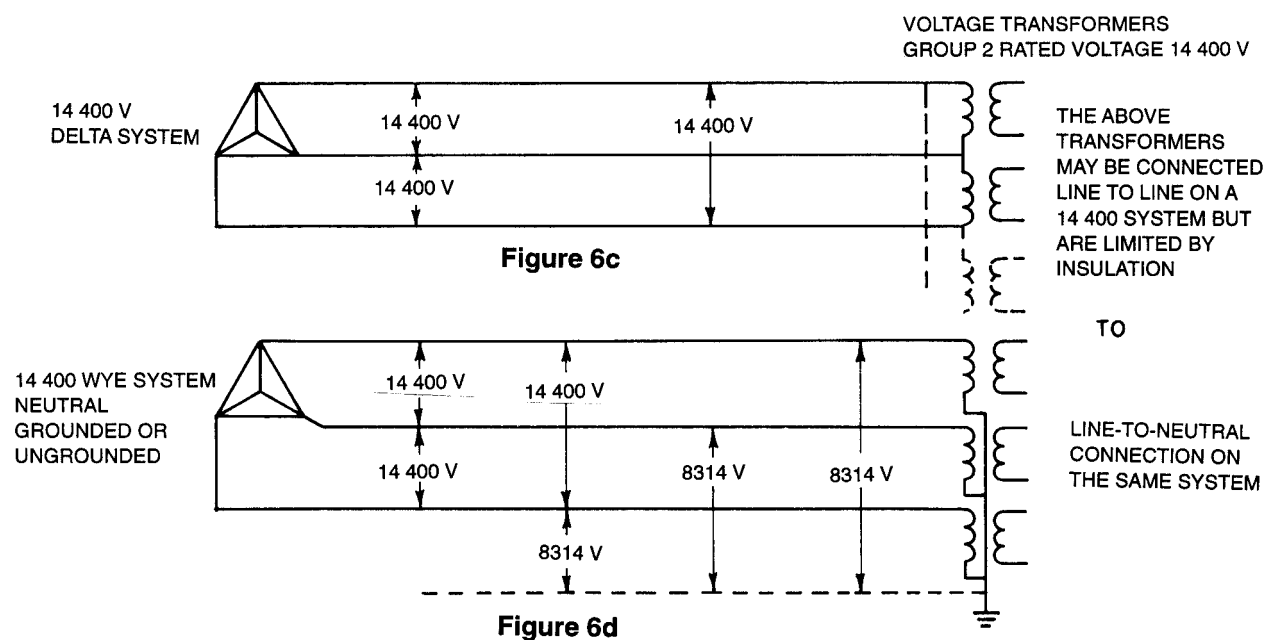 VOLTAGE TRANSFORMERS
GROUP 2 RATED VOLTAGE 14 400 V
14 400 V
DELTA SYSTEM
14 400 V
14 400 V
14 400 V
THE ABOVE
TRANSFORMERS
MAY BE CONNECTED
LINE TO LINE ON A
14 400 SYSTEM BUT
ARE LIMITED BY
INSULATION
Figure 6c
TO
14 400 WYE SYSTEM
NEUTRAL
GROUNDED OR
UNGROUNDED
14 400 V
14 400 V
14 400 V
8314 V
8314 V
8314 V
LINE-TO-NEUTRAL
CONNECTION ON
THE SAME SYSTEM
Figure 6d